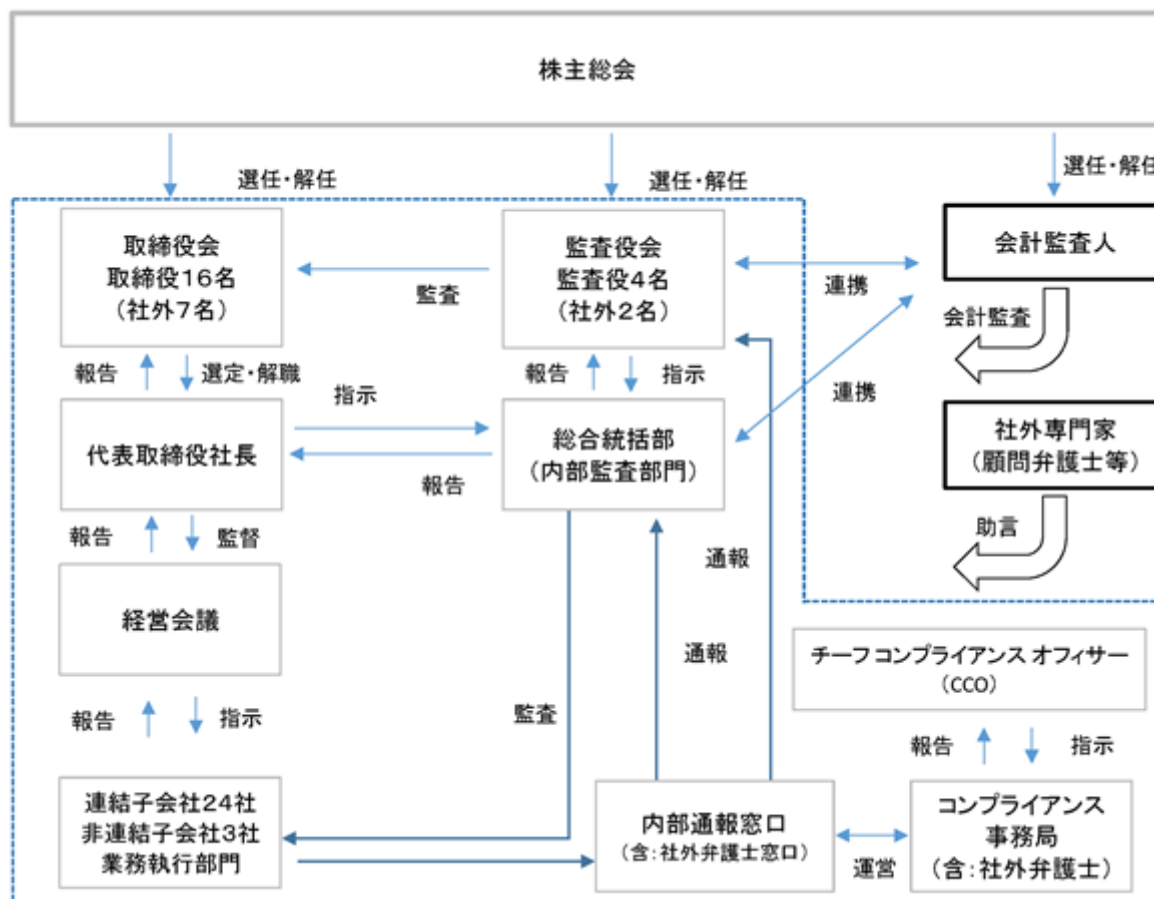 株主総会
選任・解任
選任・解任
選任・解任
取締役会
取締役16名
(社外7名)
監査
監査役会
監査役4名
(社外2名)
連携
会計監査人
会計監査
報告
選定・解職
報告
指示
連携
指示
代表取締役社長
報告
総合統括部
(内部監査部門)
社外専門家
(顧問弁護士等)
助言
報告
監督
通報
経営会議
通報
チーフコンプライアンス オフィサー
(CCO)
報告
指示
監査
報告
指示
連結子会社24社
非連結子会社3社
業務執行部門
内部通報窓口
(含:社外弁護士窓口)
運営
コンプライアンス
事務局
(含:社外弁護士)